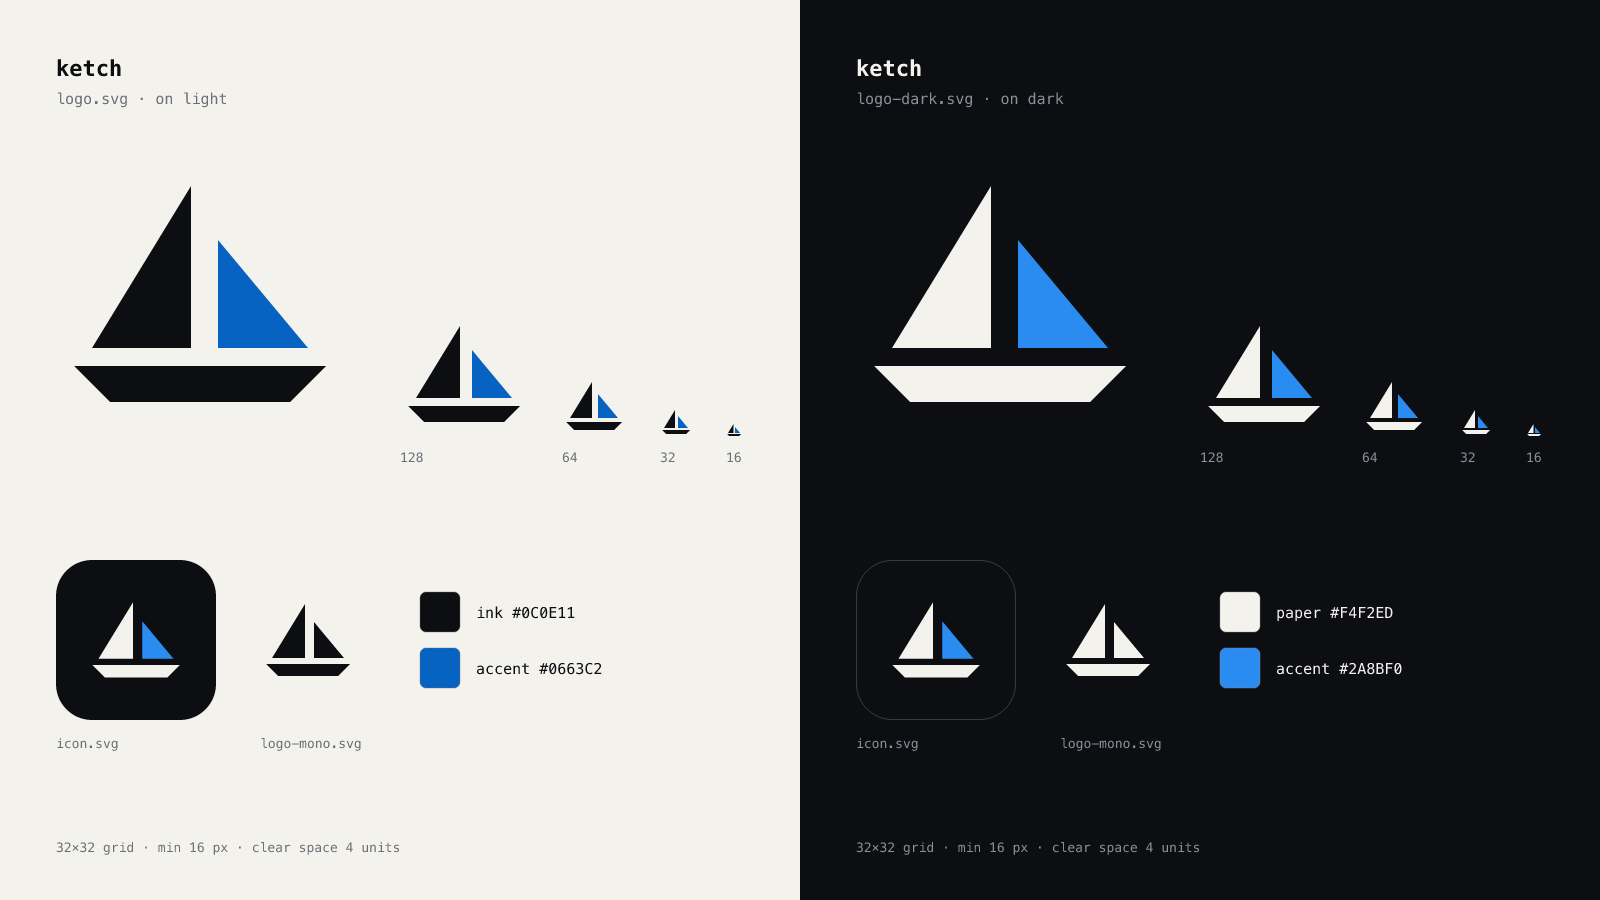 ketch
logo.svg · on light
128 64 32 16
ink #0C0E11
accent #0663C2
icon.svg logo-mono.svg
32×32 grid · min 16 px · clear space 4 units
ketch
logo-dark.svg · on dark
128 64 32 16
paper #F4F2ED
accent #2A8BF0
icon.svg logo-mono.svg
32×32 grid · min 16 px · clear space 4 units